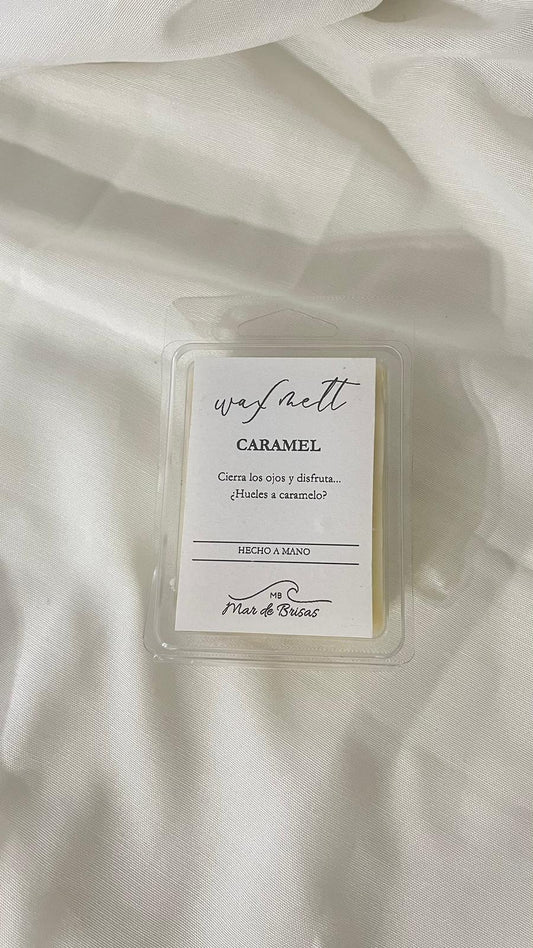 wax melt
CARAMEL
Cierra los ojos y disfruta...
¿Hueles a caramelo?
HECHO A MANO
MB
Mar de Brisas